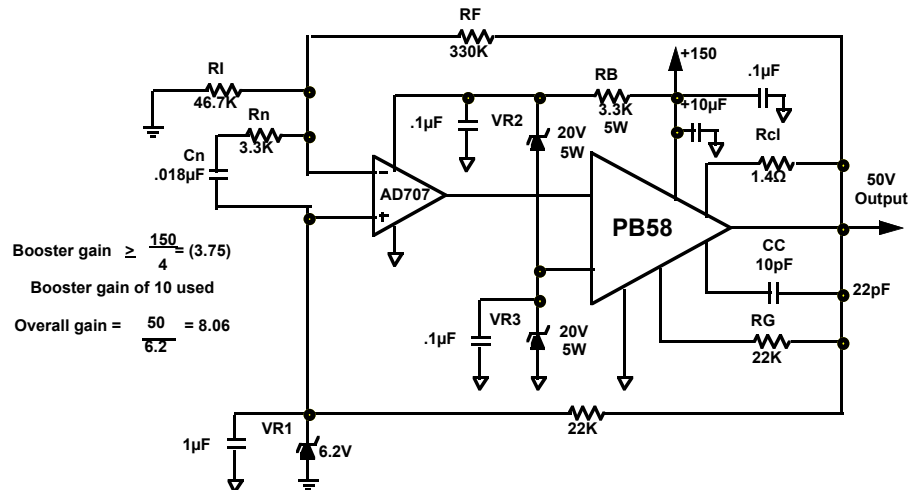 RF
330K
+150
RI
46.7K
RB
3.3K
5W
.1µF
+10µF
Rn
3.3K
.1µF
VR2
20V
5W
Rcl
1.4Ω
Cn
.018µF
−
AD707
+
PB58
50V
Output
CC
10pF
22pF
Booster gain ≥ 150
4 = (3.75)
Booster gain of 10 used
Overall gain = 50
6.2 = 8.06
.1µF
VR3
20V
5W
RG
22K
22K
1µF
VR1
6.2V